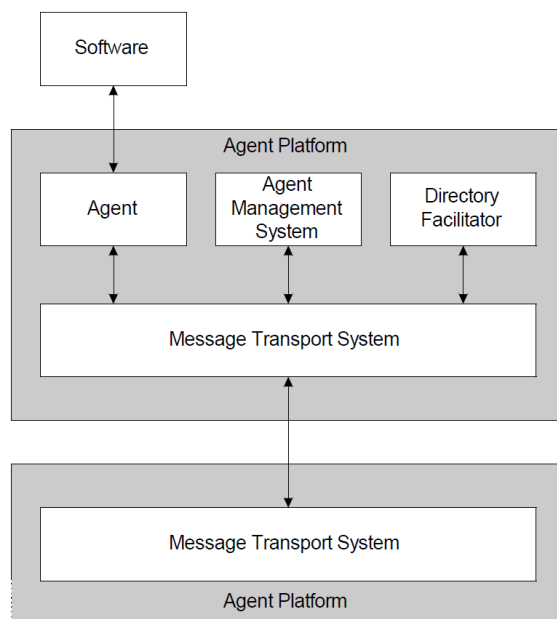 Software
Agent Platform
Agent
Agent
Management
System
Directory
Facilitator
Message Transport System
Message Transport System
Agent Platform